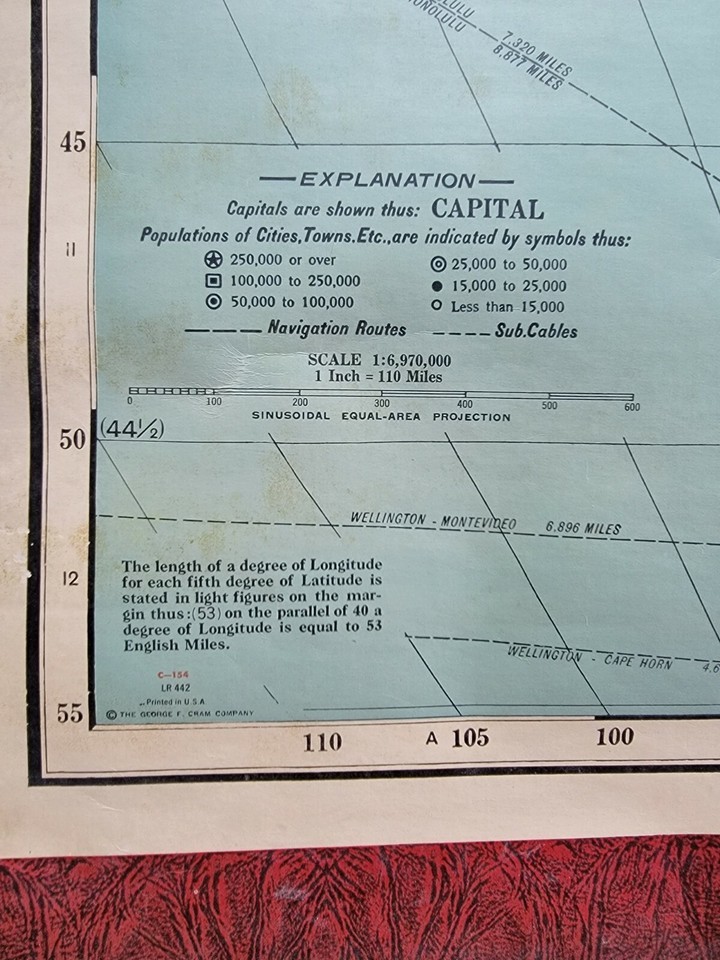 HONOLULU
7.320 MILES
8.877 MILES
45
EXPLANATION
Capitals are shown thus: CAPITAL
Populations of Cities,Towns.Etc.,are indicated by symbols thus:
250,000 or over
25,000 to 50,000
100,000 to 250,000
15,000 to 25,000
50,000 to 100,000
Less than 15,000
Navigation Routes
Sub.Cables
11
SCALE 1:6,970,000
1 Inch = 110 Miles
0 100 200 300 400 500 600
SINUSOIDAL EQUAL-AREA PROJECTION
50 (44½)
WELLINGTON - MONTEVIDEO 6.896 MILES
12
The length of a degree of Longitude
for each fifth degree of Latitude is
stated in light figures on the mar-
gin thus:(53) on the parallel of 40 a
degree of Longitude is equal to 53
English Miles.
WELLINGTON - CAPE HORN 4.6
C-154
LR 442
Printed in U.S.A
© THE GEORGE F. CRAM COMPANY
55
110 A 105 100